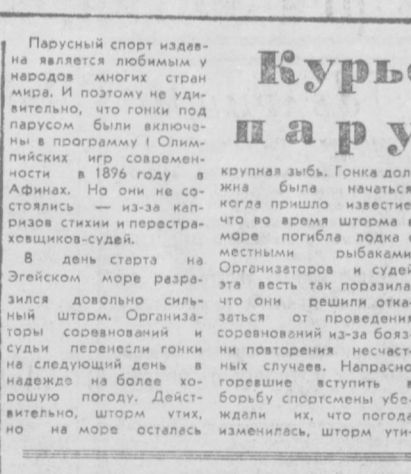 Парусный спорт издав-
на является любимым у
народов многих стран
мира. И поэтому не уди-
вительно, что гонки под
парусом были включе-
ны в программу I Олим-
пийских игр современ-
ности в 1896 году в
Афинах. Но они не со-
стоялись — из-за кап-
ризов стихии и перестра-
ховщиков-судей.
В день старта на
Эгейском море разра-
зился довольно силь-
ный шторм. Организа-
торы соревнований и
судьи перенесли гонки
на следующий день в
надежде на более хо-
рошую погоду. Дейст-
вительно, шторм утих,
но на море осталась
Курье
пару
крупная зыбь. Гонка дол
жна была начаться
когда пришло известие
что во время шторма в
море погибла лодка с
местными рыбаками
Организаторов и судей
эта весть так поразила
что они решили отка-
заться от проведения
соревнований из-за бояз-
ни повторения несчаст-
ных случаев. Напрасно
горевшие вступить в
борьбу спортсмены убе-
ждали их, что погода
изменилась, шторм ути-